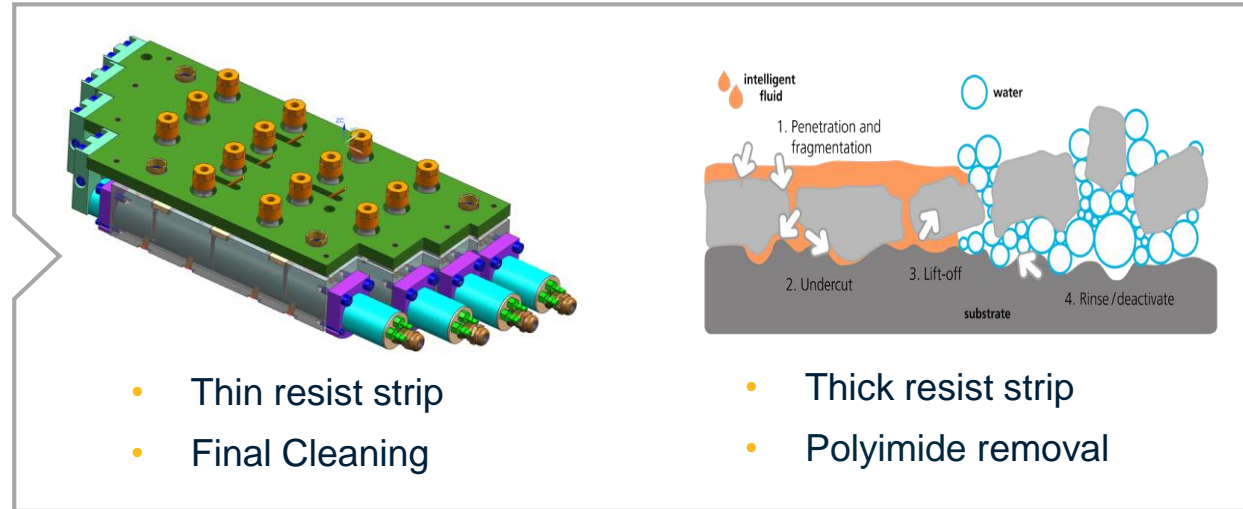 intelligent
fluid
water
1. Penetration and
fragmentation
2. Undercut
3. Lift-off
4. Rinse/deactivate
substrate
• Thin resist strip
• Final Cleaning
• Thick resist strip
• Polyimide removal